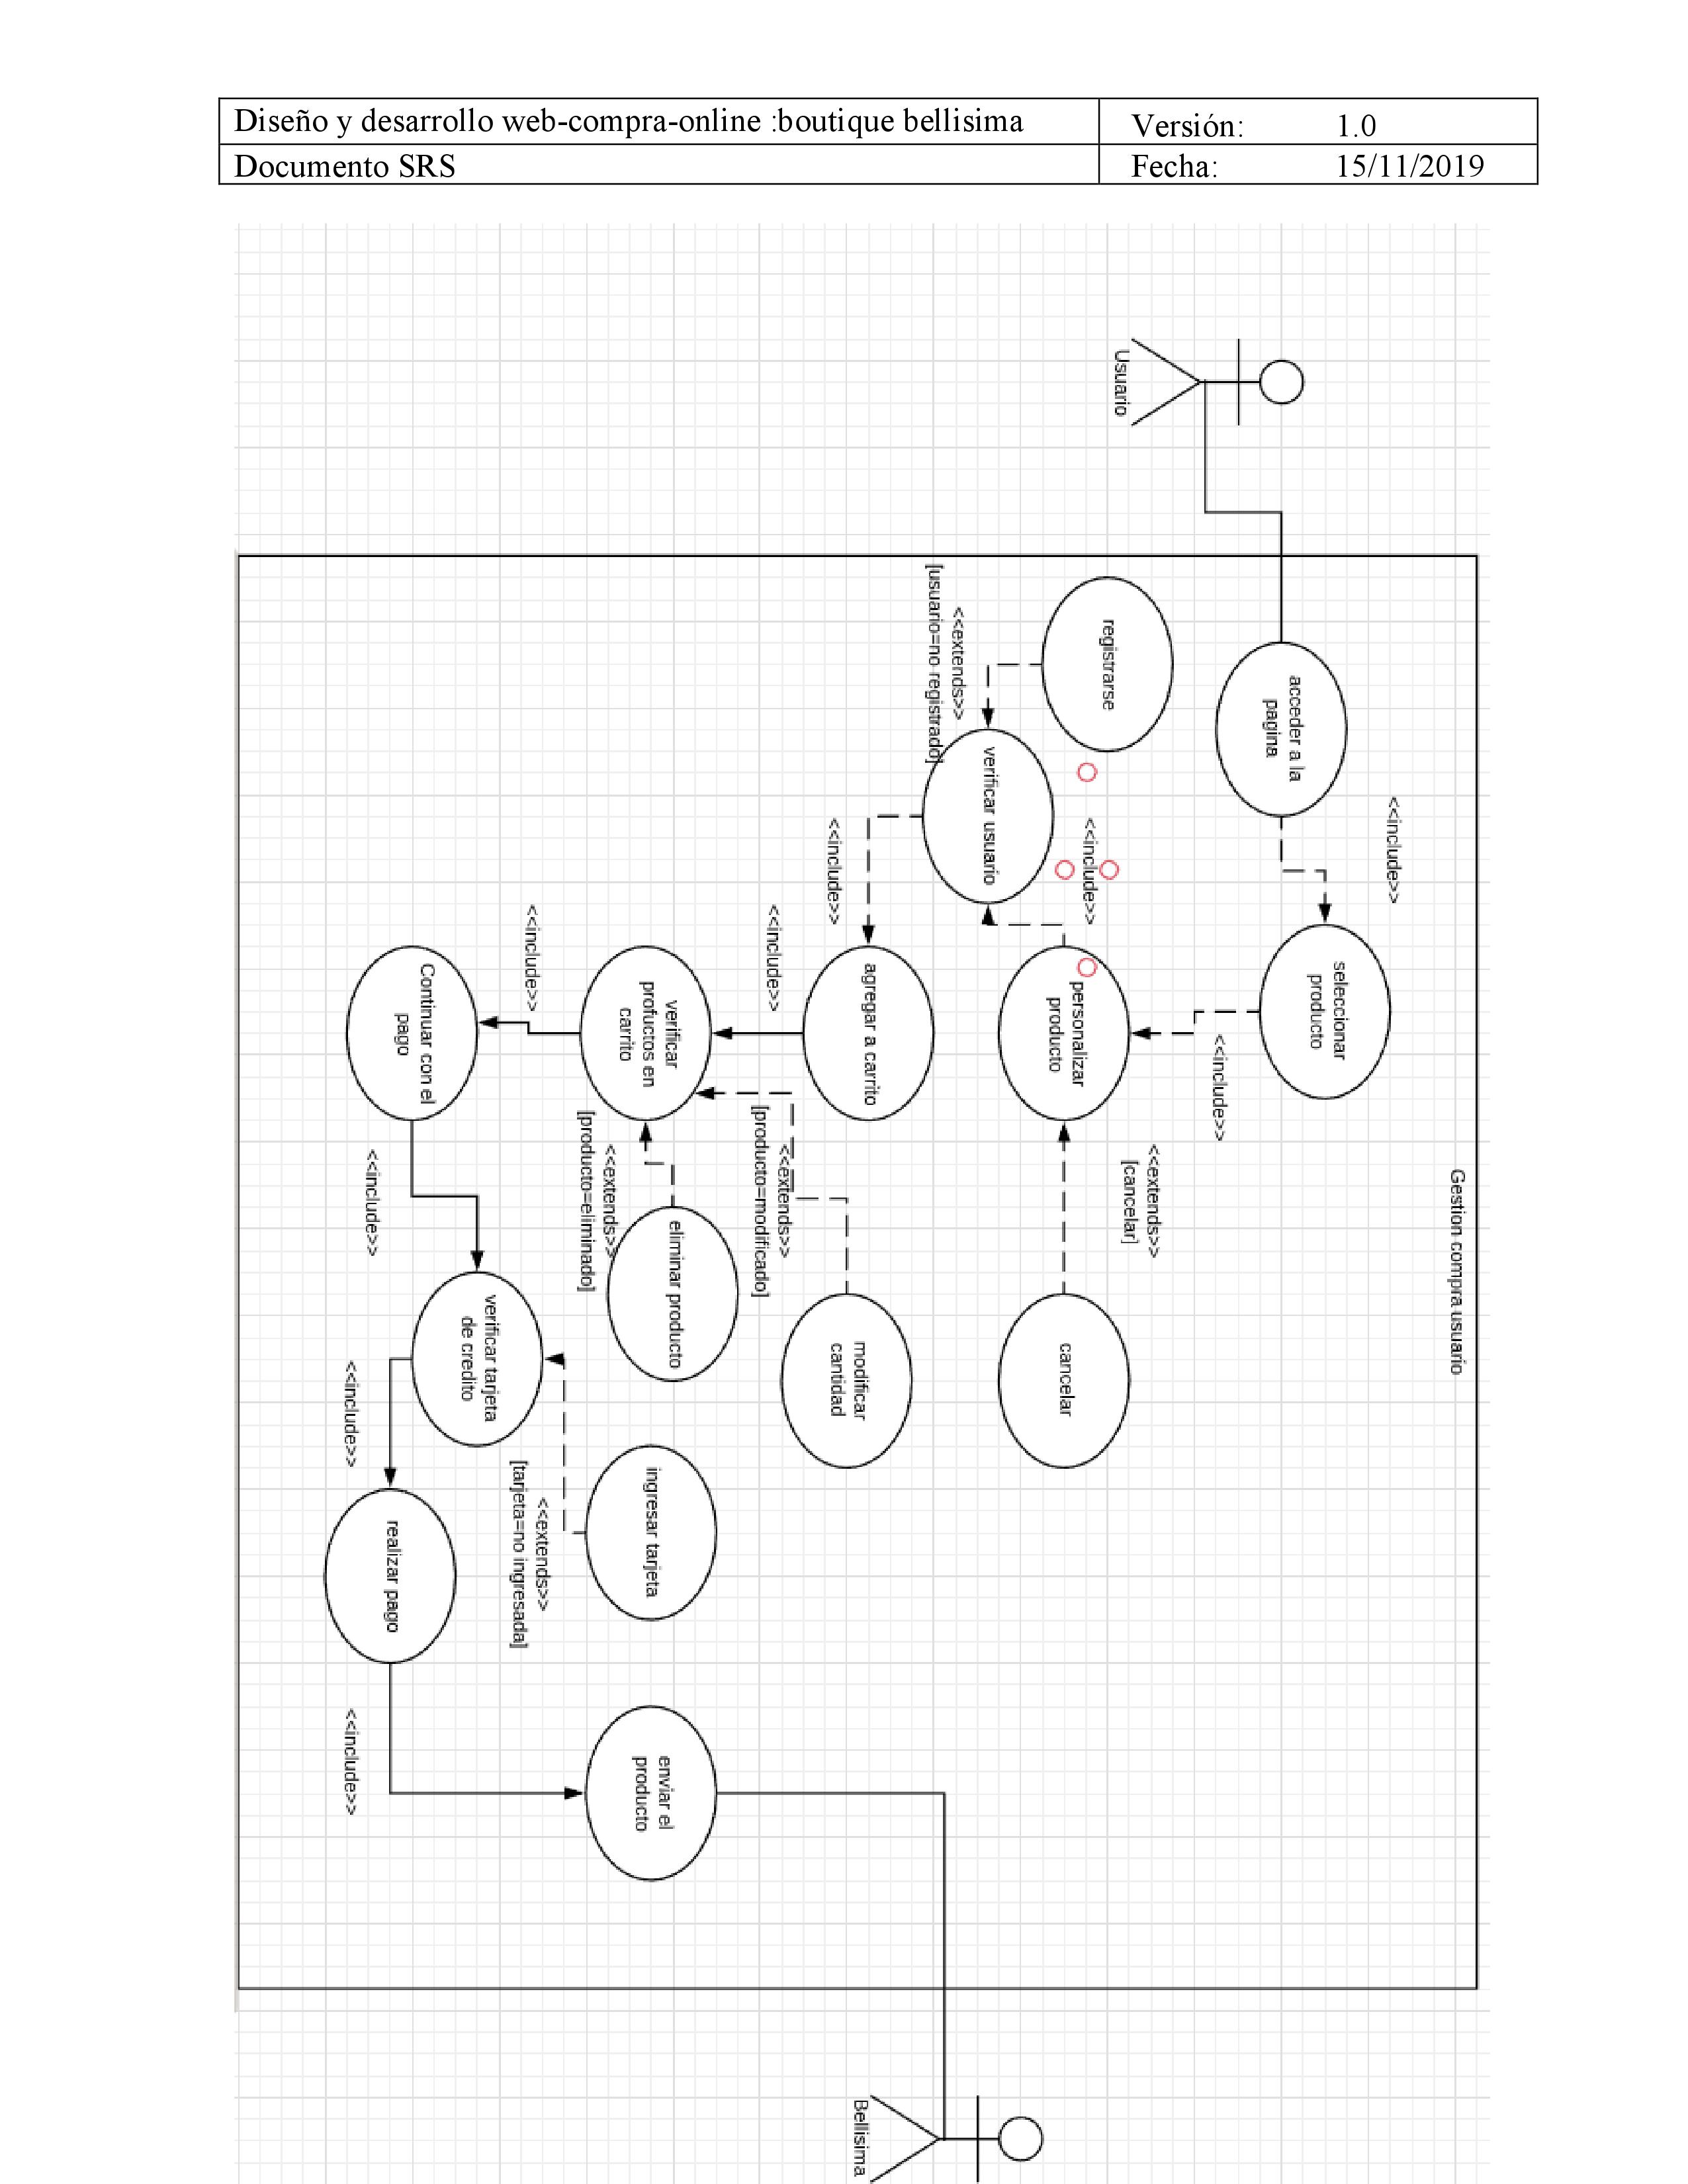 Diseño y desarrollo web-compra-online :boutique bellisima
Versión: 1.0
Documento SRS
Fecha: 15/11/2019
Gestion compra usuario
Usuario
acceder a la
pagina
<<include>>
seleccionar
producto
<<include>>
personalizar
producto
<<extends>>
[cancelar]
cancelar
<<include>>
registrarse
<<extends>>
[usuario=no registrado]
verificar usuario
<<include>>
agregar a carrito
<<include>>
verificar
profuctos en
carrito
<<extends>>
[producto=modificado]
modificar
cantidad
<<extends>>
[producto=eliminado]
eliminar producto
<<include>>
Continuar con el
pago
<<include>>
verificar tarjeta
de credito
<<extends>>
[tarjeta=no ingresada]
ingresar tarjeta
<<include>>
realizar pago
<<include>>
enviar el
producto
Bellisima